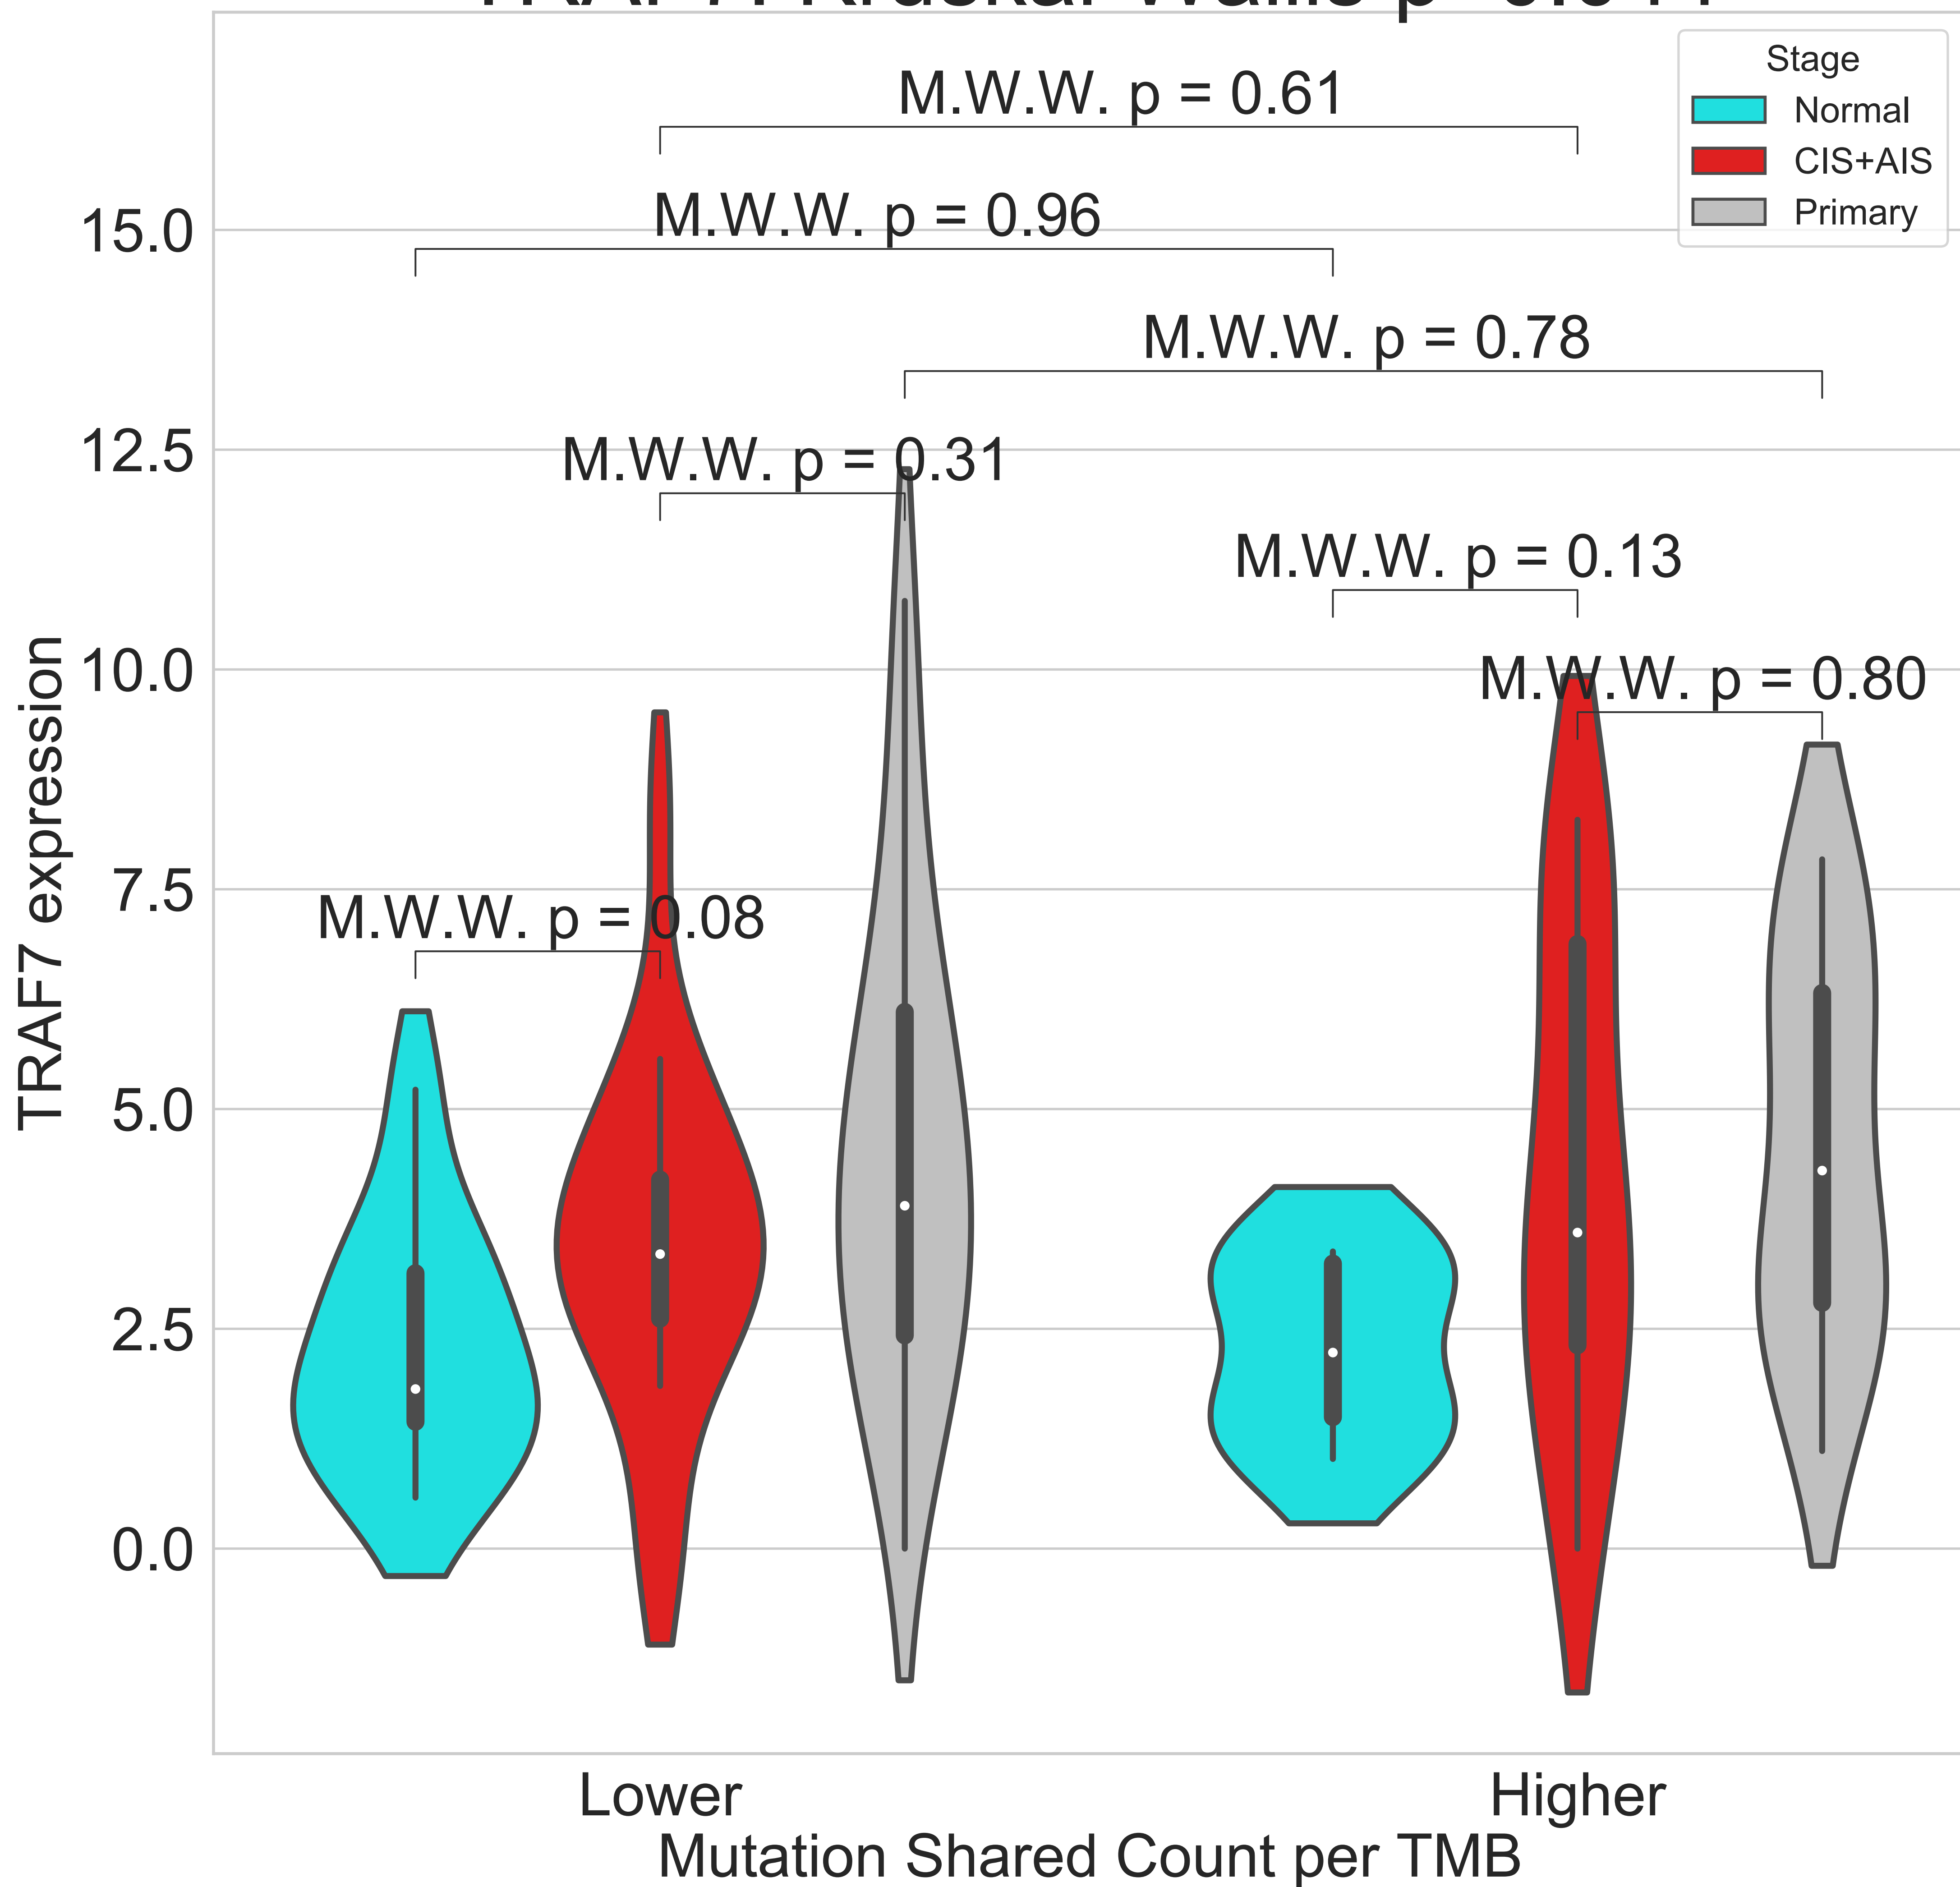 Stage
Normal
CIS+AIS
Primary
M.W.W. p = 0.61
M.W.W. p = 0.96
M.W.W. p = 0.78
M.W.W. p = 0.31
M.W.W. p = 0.13
M.W.W. p = 0.80
M.W.W. p = 0.08
15.0
12.5
10.0
7.5
5.0
2.5
0.0
TRAF7 expression
Lower
Higher
Mutation Shared Count per TMB